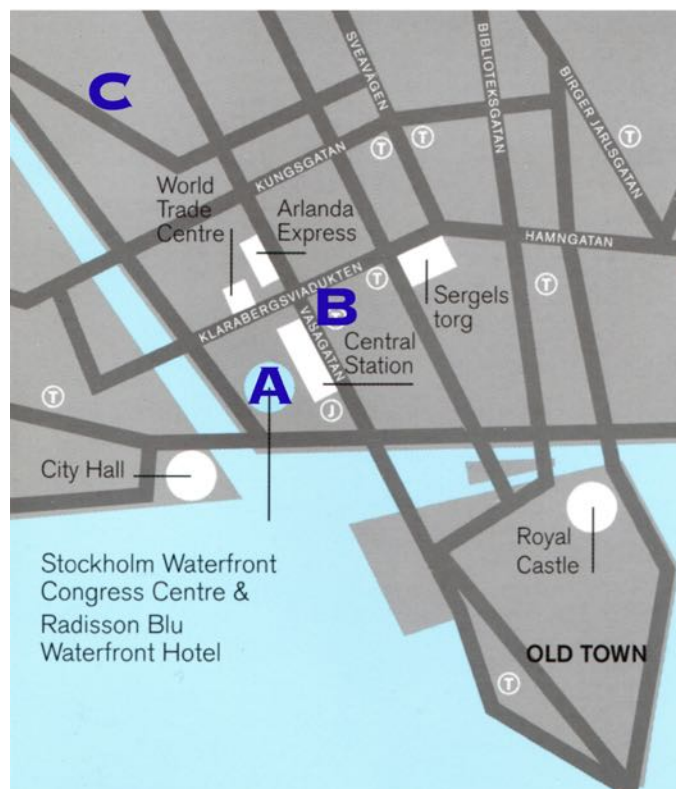 C
SVEAVÄGEN
BIBLIOTEKSGATAN
BIRGER JARLSGATAN
T
T
T
KUNGSGATAN
World
Trade
Centre
Arlanda
Express
HAMNGATAN
KLARABERGSVIADUKTEN
T
T
B
T
Sergels
torg
VASAGATAN
Central
Station
A
T
J
City Hall
Royal
Castle
Stockholm Waterfront
Congress Centre &
Radisson Blu
Waterfront Hotel
OLD TOWN
T